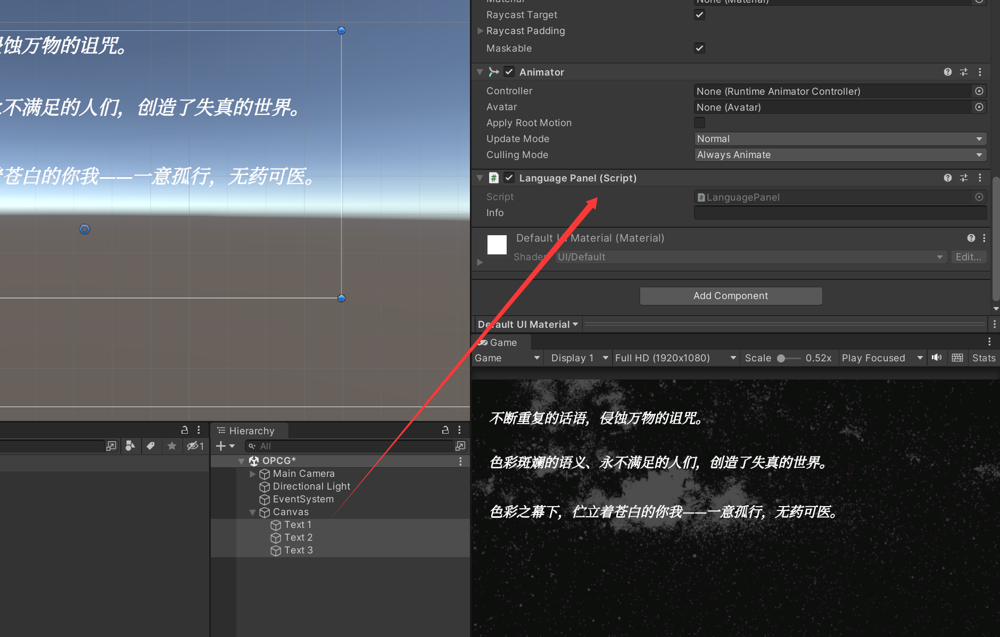 Material
None (Material)
Raycast Target
Raycast Padding
Maskable
Animator
Controller
None (Runtime Animator Controller)
Avatar
None (Avatar)
Apply Root Motion
Update Mode
Normal
Culling Mode
Always Animate
Language Panel (Script)
Script
LanguagePanel
Info
Default UI Material (Material)
Shader
UI/Default
Edit...
Add Component
Default UI Material
侵蚀万物的诅咒。
永不满足的人们，创造了失真的世界。
着苍白的你我——一意孤行，无药可医。
1
Hierarchy
All
OPCG*
Main Camera
Directional Light
EventSystem
Canvas
Text 1
Text 2
Text 3
Game
Game
Display 1
Full HD (1920x1080)
Scale
0.52x
Play Focused
Stats
不断重复的话语，侵蚀万物的诅咒。
色彩斑斓的语义、永不满足的人们，创造了失真的世界。
色彩之幕下，伫立着苍白的你我——一意孤行，无药可医。